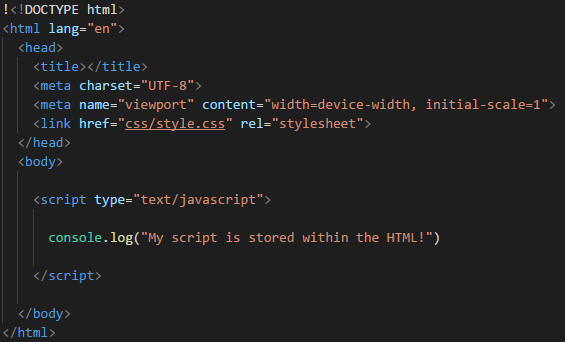 !<!DOCTYPE html>
<html lang="en">
<head>
<title></title>
<meta charset="UTF-8">
<meta name="viewport" content="width=device-width, initial-scale=1">
<link href="css/style.css" rel="stylesheet">
</head>
<body>
<script type="text/javascript">
console.log("My script is stored within the HTML!")
</script>
</body>
</html>